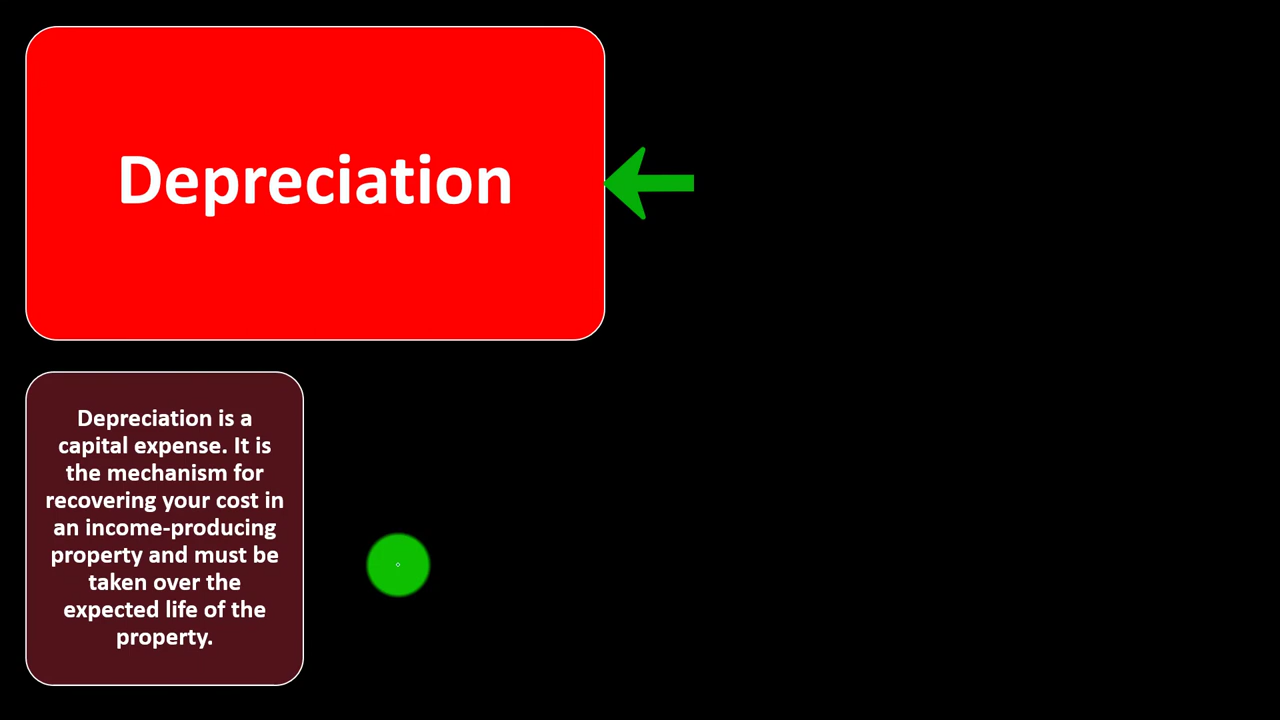 Depreciation
Depreciation is a
capital expense. It is
the mechanism for
recovering your cost in
an income-producing
property and must be
taken over the
expected life of the
property.